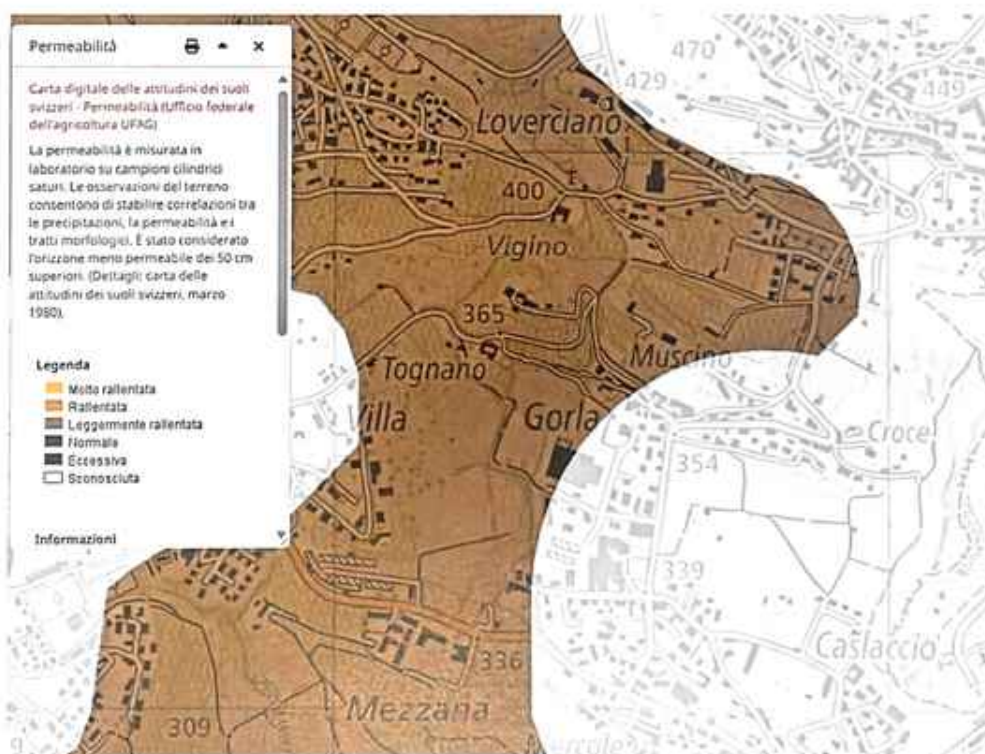 Permeabilità
Carta digitale delle attitudini dei suoli
svizzeri - Permeabilità (Ufficio federale
dell'agricoltura UFAG)
La permeabilità è misurata in
laboratorio su campioni cilindrici
saturi. Le osservazioni del terreno
consentono di stabilire correlazioni tra
le precipitazioni, la permeabilità e i
tratti morfologici. È stato considerato
l'orizzone meno permeabile dei 50 cm
superiori. (Dettagli: carta delle
attitudini dei suoli svizzeri, marzo
1980).
Legenda
Molto rallentata
Rallentata
Leggermente rallentata
Normale
Eccessiva
Sconosciuta
Informazioni
470
429
449
Loverciano
400
Vigino
365
Tognano
Muscino
Villa
Gorla
Croce
354
339
Caslaccio
336
Mezzana
309